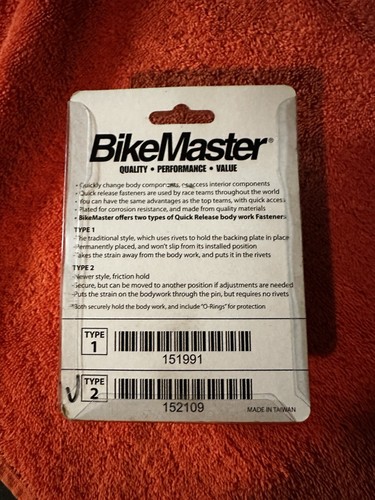 BikeMaster®
QUALITY • PERFORMANCE • VALUE
• Quickly change body components, access interior components
• Quick release fasteners are used by race teams throughout the world
• You can have the same advantages as the top teams, with quick access
• Plated for corrosion resistance, and made from quality materials
• BikeMaster offers two types of Quick Release body work Fasteners
TYPE 1
-The traditional style, which uses rivets to hold the backing plate in place
-Permanently placed, and won't slip from its installed position
-Takes the strain away from the body work, and puts it in the rivets
TYPE 2
-Newer style, friction hold
-Secure, but can be moved to another position if adjustments are needed
-Puts the strain on the bodywork through the pin, but requires no rivets
*Both securely hold the body work, and include "O-Rings" for protection
TYPE
1
151991
TYPE
2
152109
MADE IN TAIWAN